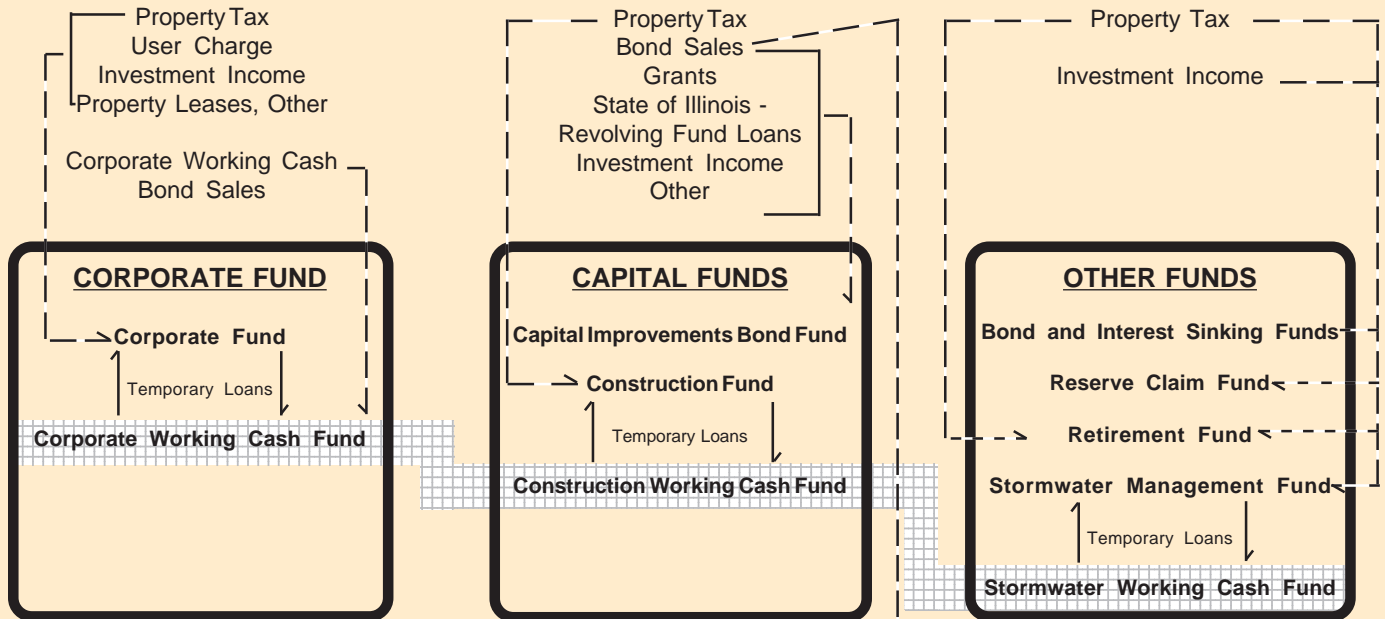 Property Tax
User Charge
Investment Income
Property Leases, Other
Corporate Working Cash
Bond Sales
CORPORATE FUND
Corporate Fund
Temporary Loans
Corporate Working Cash Fund
Property Tax
Bond Sales
Grants
State of Illinois -
Revolving Fund Loans
Investment Income
Other
CAPITAL FUNDS
Capital Improvements Bond Fund
Construction Fund
Temporary Loans
Construction Working Cash Fund
Property Tax
Investment Income
OTHER FUNDS
Bond and Interest Sinking Funds
Reserve Claim Fund
Retirement Fund
Stormwater Management Fund
Temporary Loans
Stormwater Working Cash Fund